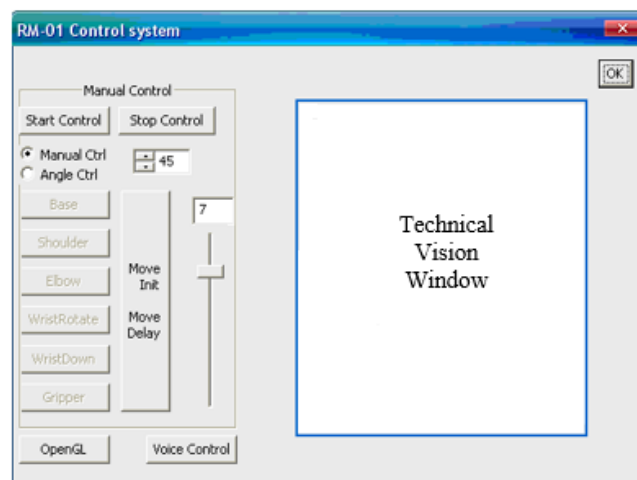 RM-01 Control system
OK
Manual Control
Start Control
Stop Control
Manual Ctrl
45
Angle Ctrl
Base
7
Shoulder
Elbow
Move
Init
WristRotate
Move
Delay
WristDown
Gripper
OpenGL
Voice Control
Technical
Vision
Window